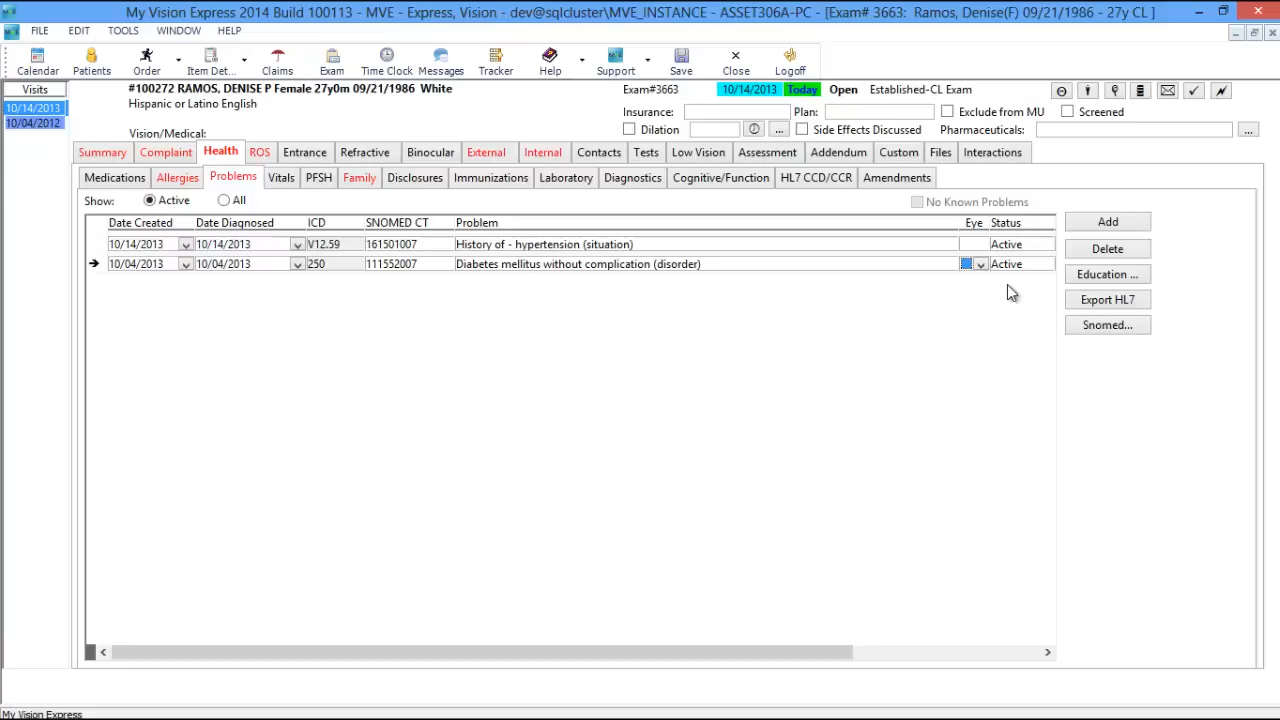 My Vision Express 2014 Build 100113 - MVE - Express, Vision - dev@sqlcluster\MVE_INSTANCE - ASSET306A-PC - [Exam# 3663: Ramos, Denise(F) 09/21/1986 - 27y CL ]
FILE EDIT TOOLS WINDOW HELP
Calendar Patients Order Item Det... Claims Exam Time Clock Messages Tracker Help Support Save Close Logoff
Visits #100272 RAMOS, DENISE P Female 27y0m 09/21/1986 White Exam#3663 10/14/2013 Today Open Established-CL Exam
10/14/2013 Hispanic or Latino English Insurance: Plan: Exclude from MU Screened
10/04/2012 Vision/Medical: Dilation ... Side Effects Discussed Pharmaceuticals: ...
Summary Complaint Health ROS Entrance Refractive Binocular External Internal Contacts Tests Low Vision Assessment Addendum Custom Files Interactions
Medications Allergies Problems Vitals PFSH Family Disclosures Immunizations Laboratory Diagnostics Cognitive/Function HL7 CCD/CCR Amendments
Show: Active All No Known Problems
Date Created Date Diagnosed ICD SNOMED CT Problem Eye Status Add
10/14/2013 10/14/2013 V12.59 161501007 History of - hypertension (situation) Active
Delete
10/04/2013 10/04/2013 250 111552007 Diabetes mellitus without complication (disorder) Active
Education ...
Export HL7
Snomed...
My Vision Express